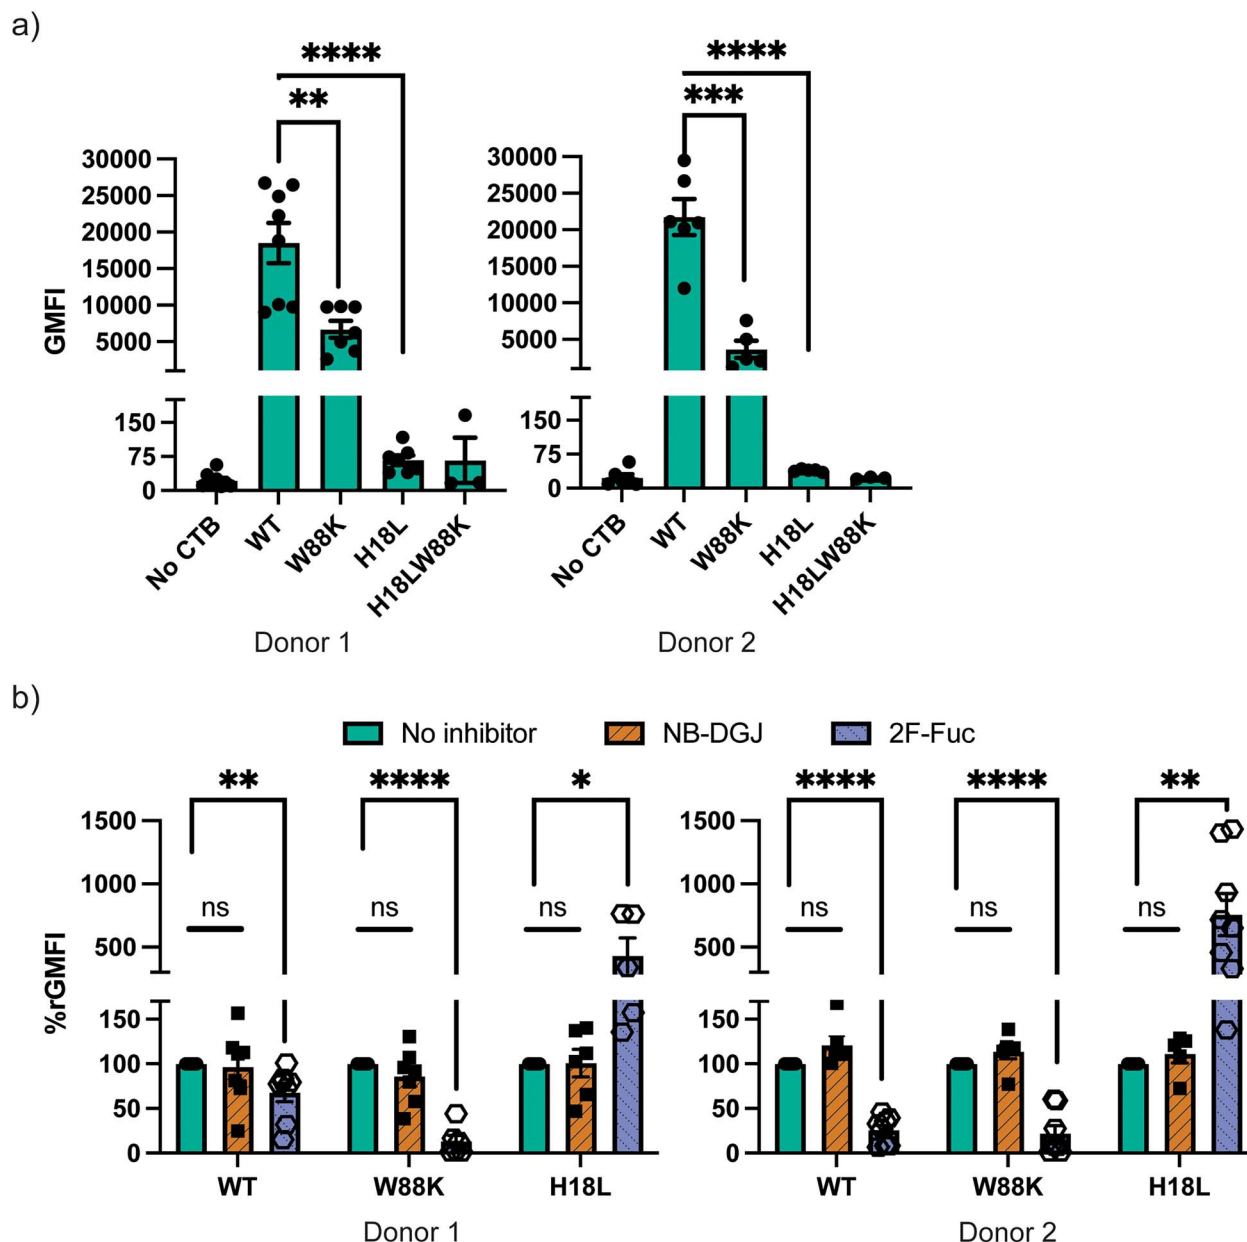 a)
**** ****
** ***
GMFI
30000 30000
25000 25000
20000 20000
15000 15000
10000 10000
5000 5000
150 150
75 75
0 0
No CTB WT W88K H18L H18LW88K No CTB WT W88K H18L H18LW88K
Donor 1 Donor 2
b)
No inhibitor NB-DGJ 2F-Fuc
** **** * **** **** **
%rGMFI
1500 1500
1000 1000
ns ns ns ns ns ns
500 500
150 150
100 100
50 50
0 0
WT W88K H18L WT W88K H18L
Donor 1 Donor 2